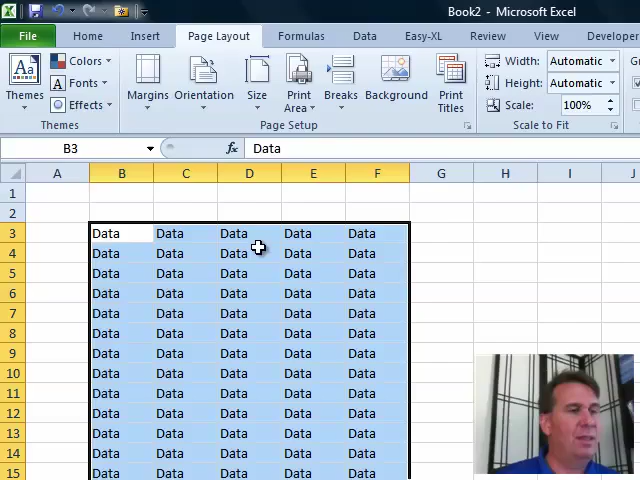 Book2 - Microsoft Excel
File Home Insert Page Layout Formulas Data Easy-XL Review View Developer
Themes Colors Fonts Effects Margins Orientation Size Print Area Breaks Background Print Titles Width: Automatic Height: Automatic Scale: 100%
Themes Page Setup Scale to Fit
B3 fx Data
A B C D E F G H I J
1
2
3 Data Data Data Data Data
4 Data Data Data Data Data
5 Data Data Data Data Data
6 Data Data Data Data Data
7 Data Data Data Data Data
8 Data Data Data Data Data
9 Data Data Data Data Data
10 Data Data Data Data Data
11 Data Data Data Data Data
12 Data Data Data Data Data
13 Data Data Data Data Data
14 Data Data Data Data Data
15 Data Data Data Data Data